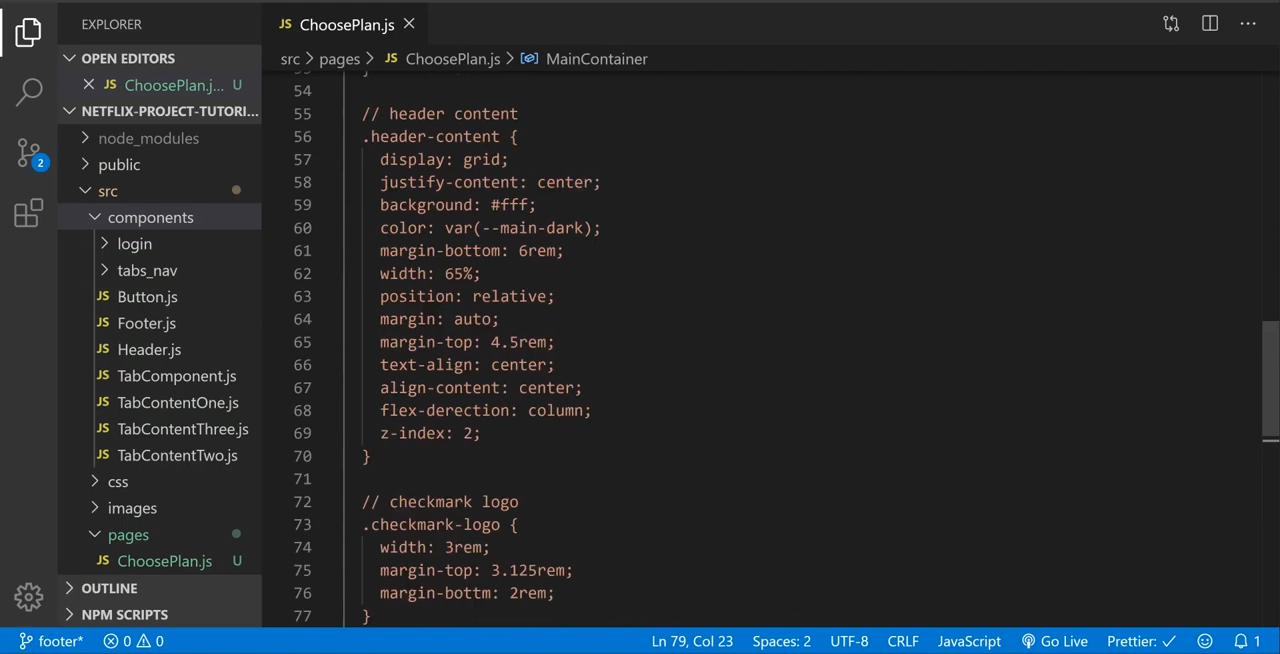 EXPLORER
OPEN EDITORS
JS ChoosePlan.j... U
NETFLIX-PROJECT-TUTORI...
node_modules
public
src
components
login
tabs_nav
JS Button.js
JS Footer.js
JS Header.js
JS TabComponent.js
JS TabContentOne.js
JS TabContentThree.js
JS TabContentTwo.js
css
images
pages
JS ChoosePlan.js U
OUTLINE
NPM SCRIPTS
2
JS ChoosePlan.js
src > pages > JS ChoosePlan.js > MainContainer
54
55 // header content
56 .header-content {
57 display: grid;
58 justify-content: center;
59 background: #fff;
60 color: var(--main-dark);
61 margin-bottom: 6rem;
62 width: 65%;
63 position: relative;
64 margin: auto;
65 margin-top: 4.5rem;
66 text-align: center;
67 align-content: center;
68 flex-derection: column;
69 z-index: 2;
70 }
71
72 // checkmark logo
73 .checkmark-logo {
74 width: 3rem;
75 margin-top: 3.125rem;
76 margin-bottm: 2rem;
77 }
footer* 0 0 Ln 79, Col 23 Spaces: 2 UTF-8 CRLF JavaScript Go Live Prettier: ✓ 1